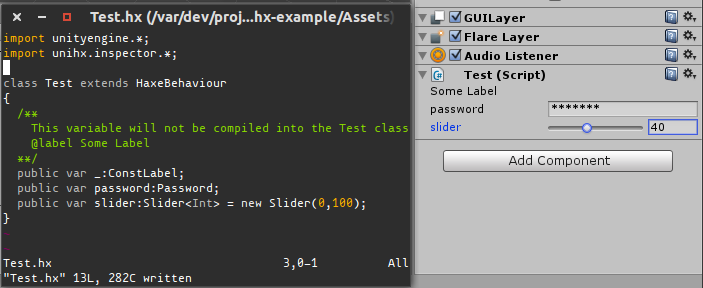 Test.hx (/var/dev/proj...hx-example/Assets)
import unityengine.*;
import unihx.inspector.*;
class Test extends HaxeBehaviour
{
/**
This variable will not be compiled into the Test class
@label Some Label
**/
public var _:ConstLabel;
public var password:Password;
public var slider:Slider<Int> = new Slider(0,100);
}
Test.hx 3,0-1 All
"Test.hx" 13L, 282C written
GUILayer
Flare Layer
Audio Listener
Test (Script)
Some Label
password *******
slider 40
Add Component